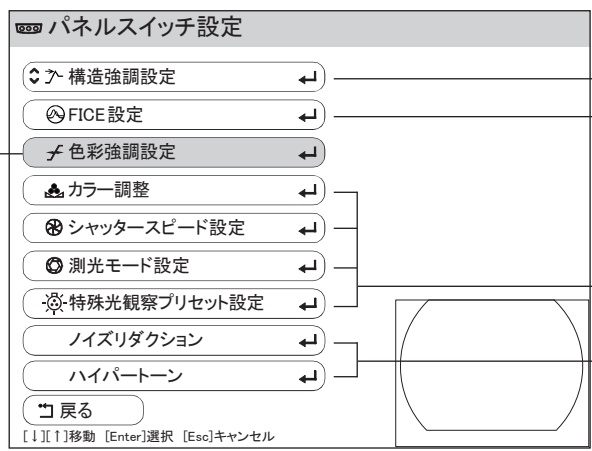 パネルスイッチ設定
構造強調設定
FICE設定
色彩強調設定
カラー調整
シャッタースピード設定
測光モード設定
特殊光観察プリセット設定
ノイズリダクション
ハイパートーン
戻る
[↓][↑]移動 [Enter]選択 [Esc]キャンセル